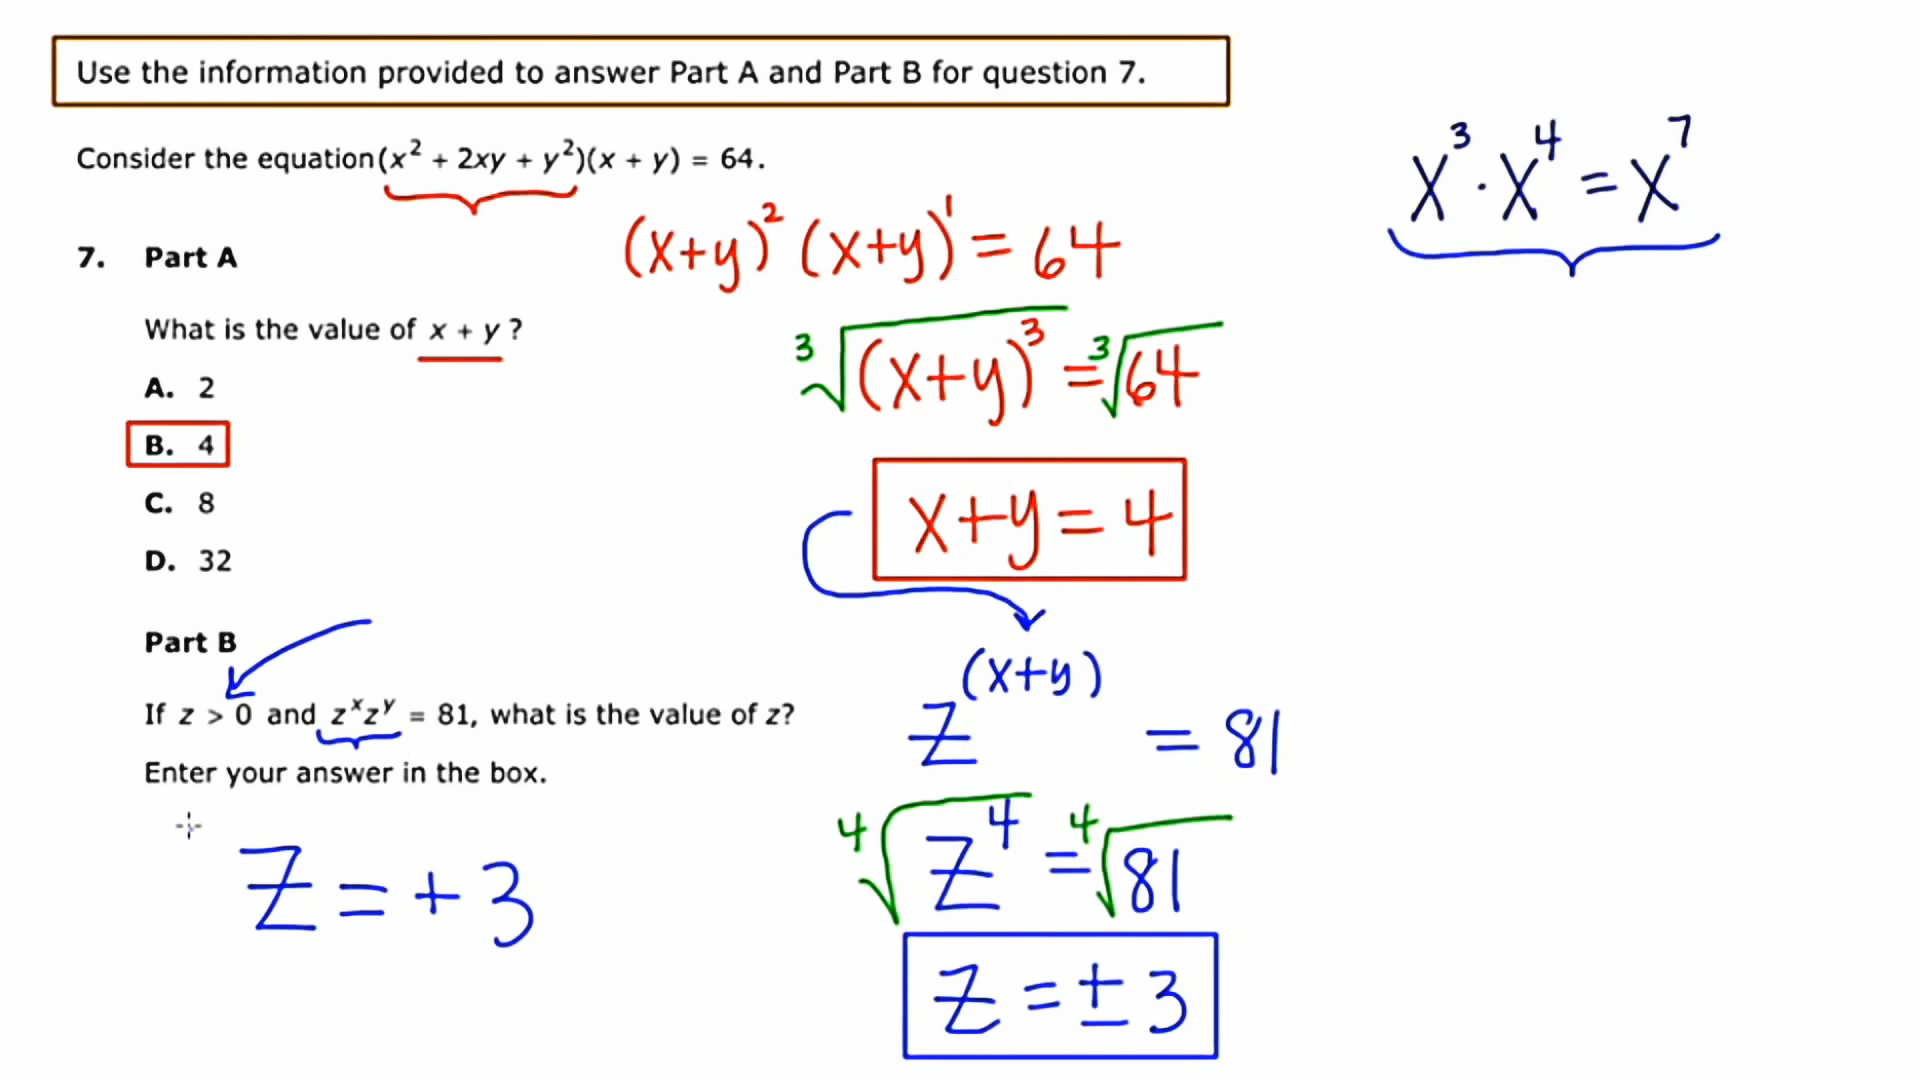 Use the information provided to answer Part A and Part B for question 7.
Consider the equation (x² + 2xy + y²)(x + y) = 64.
x³ · x⁴ = x⁷
(x+y)² (x+y)¹ = 64
7. Part A
What is the value of x + y ?
∛(x+y)³ = ∛64
A. 2
B. 4
C. 8
D. 32
x+y = 4
Part B
If z > 0 and zˣzʸ = 81, what is the value of z?
Enter your answer in the box.
z⁽ˣ⁺ʸ⁾ = 81
∜z⁴ = ∜81
z = + 3
z = ± 3